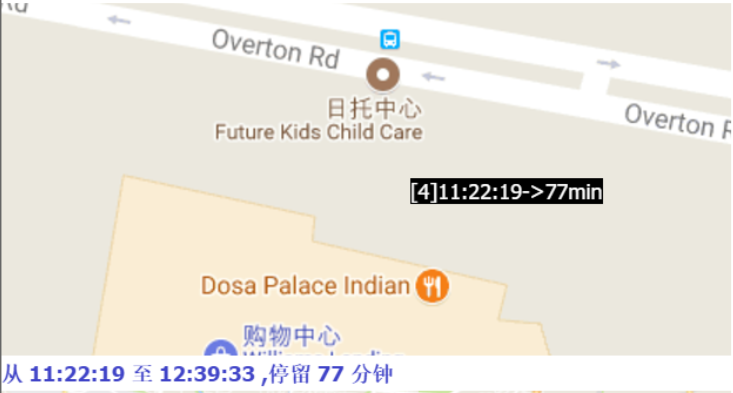 Overton Rd
Overton R
日托中心
Future Kids Child Care
[4]11:22:19->77min
Dosa Palace Indian
购物中心
从 11:22:19 至 12:39:33 ,停留 77 分钟